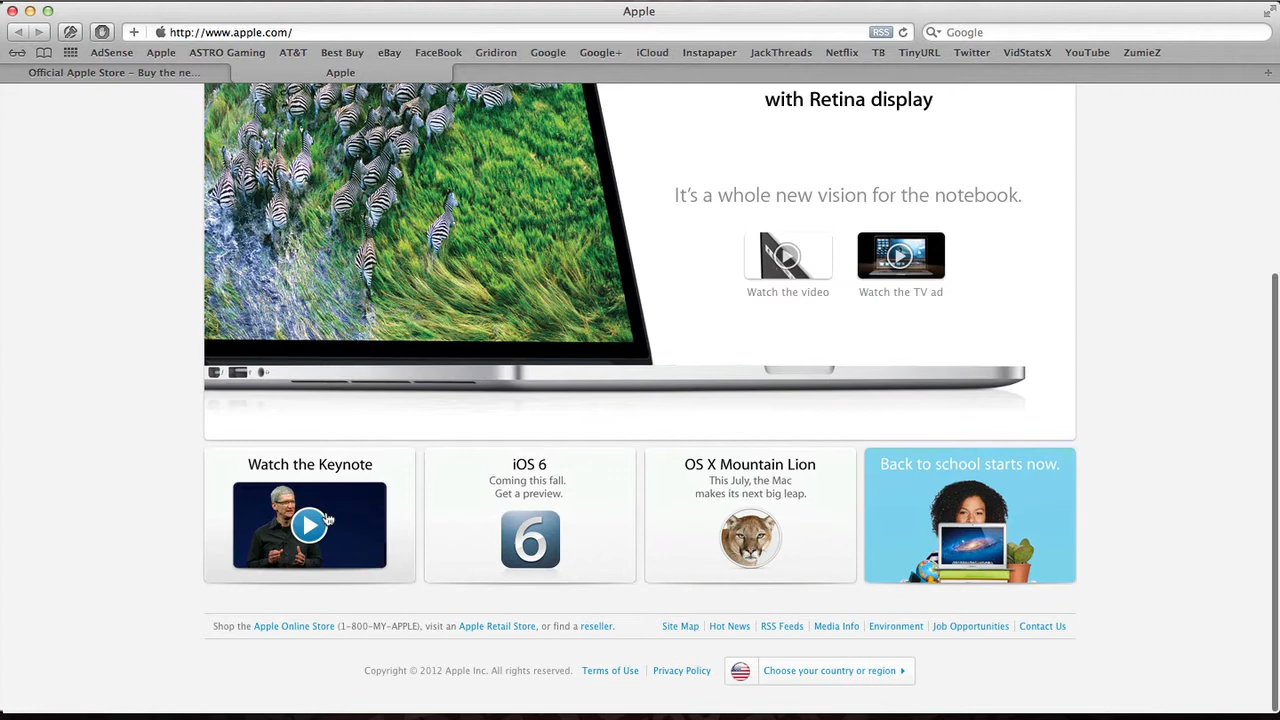 Apple
http://www.apple.com/
RSS
Google
AdSense Apple ASTRO Gaming AT&T Best Buy eBay FaceBook Gridiron Google Google+ iCloud Instapaper JackThreads Netflix TB TinyURL Twitter VidStatsX YouTube ZumieZ
Official Apple Store – Buy the ne...
Apple
with Retina display
It's a whole new vision for the notebook.
Watch the video
Watch the TV ad
Watch the Keynote
iOS 6
Coming this fall.
Get a preview.
6
OS X Mountain Lion
This July, the Mac
makes its next big leap.
Back to school starts now.
Shop the Apple Online Store (1-800-MY-APPLE), visit an Apple Retail Store, or find a reseller.
Site Map Hot News RSS Feeds Media Info Environment Job Opportunities Contact Us
Copyright © 2012 Apple Inc. All rights reserved. Terms of Use Privacy Policy
Choose your country or region